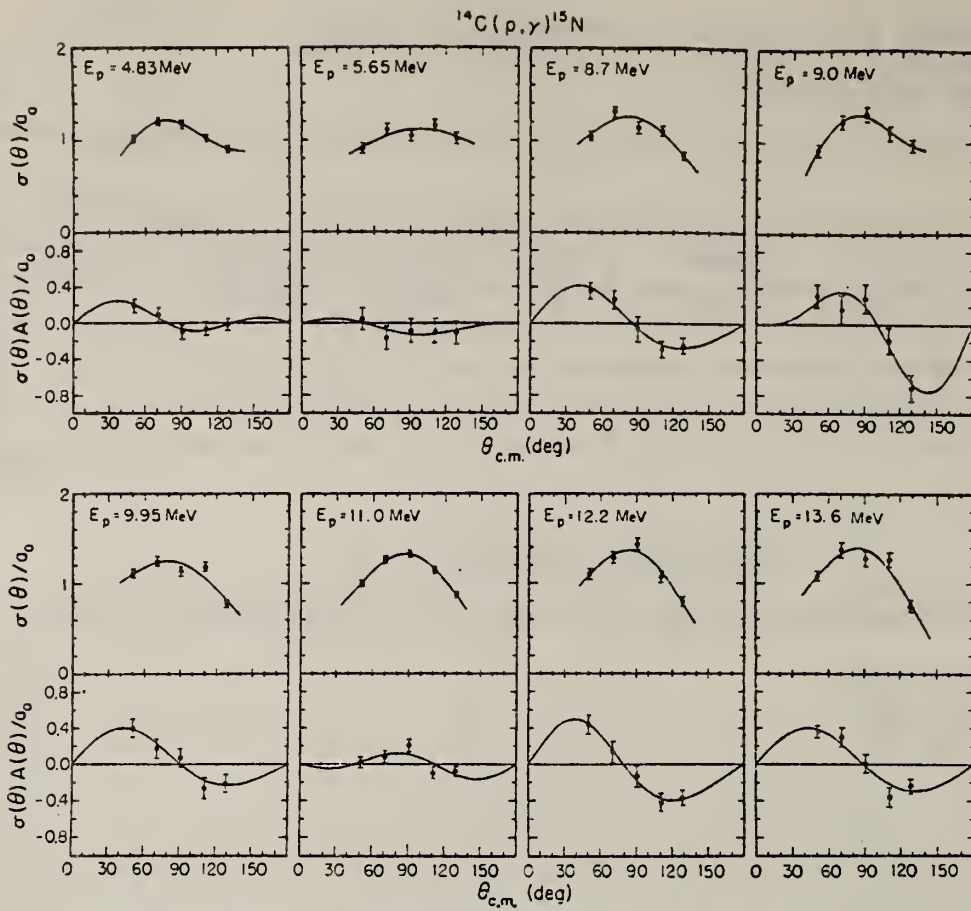 ¹⁴C(p,γ)¹⁵N
σ(θ)/a₀
2
1
0
E_p = 4.83 MeV
E_p = 5.65 MeV
E_p = 8.7 MeV
E_p = 9.0 MeV
σ(θ)A(θ)/a₀
0.8
0.4
0.0
-0.4
-0.8
0 30 60 90 120 150 0 30 60 90 120 150 0 30 60 90 120 150 0 30 60 90 120 150
θc.m. (deg)
σ(θ)/a₀
2
1
0
E_p = 9.95 MeV
E_p = 11.0 MeV
E_p = 12.2 MeV
E_p = 13.6 MeV
σ(θ)A(θ)/a₀
0.8
0.4
0.0
-0.4
-0.8
0 30 60 90 120 150 0 30 60 90 120 150 0 30 60 90 120 150 0 30 60 90 120 150
θc.m. (deg)